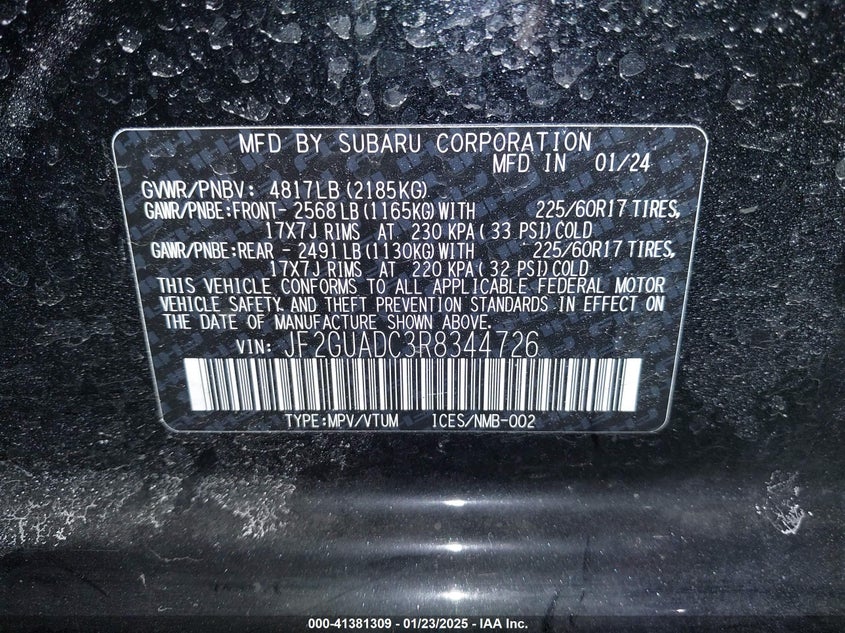 MFD BY SUBARU CORPORATION
MFD IN 01/24
GVWR/PNBV: 4817LB (2185KG)
GAWR/PNBE:FRONT- 2568 LB (1165KG) WITH 225/60R17 TIRES,
17X7J RIMS AT 230 KPA ( 33 PSI) COLD
GAWR/PNBE:REAR - 2491 LB (1130KG) WITH 225/60R17 TIRES,
17X7J RIMS AT 220 KPA ( 32 PSI) COLD
THIS VEHICLE CONFORMS TO ALL APPLICABLE FEDERAL MOTOR
VEHICLE SAFETY AND THEFT PREVENTION STANDARDS IN EFFECT ON
THE DATE OF MANUFACTURE SHOWN ABOVE.
VIN: JF2GUADC3R8344726
TYPE:MPV/VTUM ICES/NMB-002
000-41381309 - 01/23/2025 - IAA Inc.